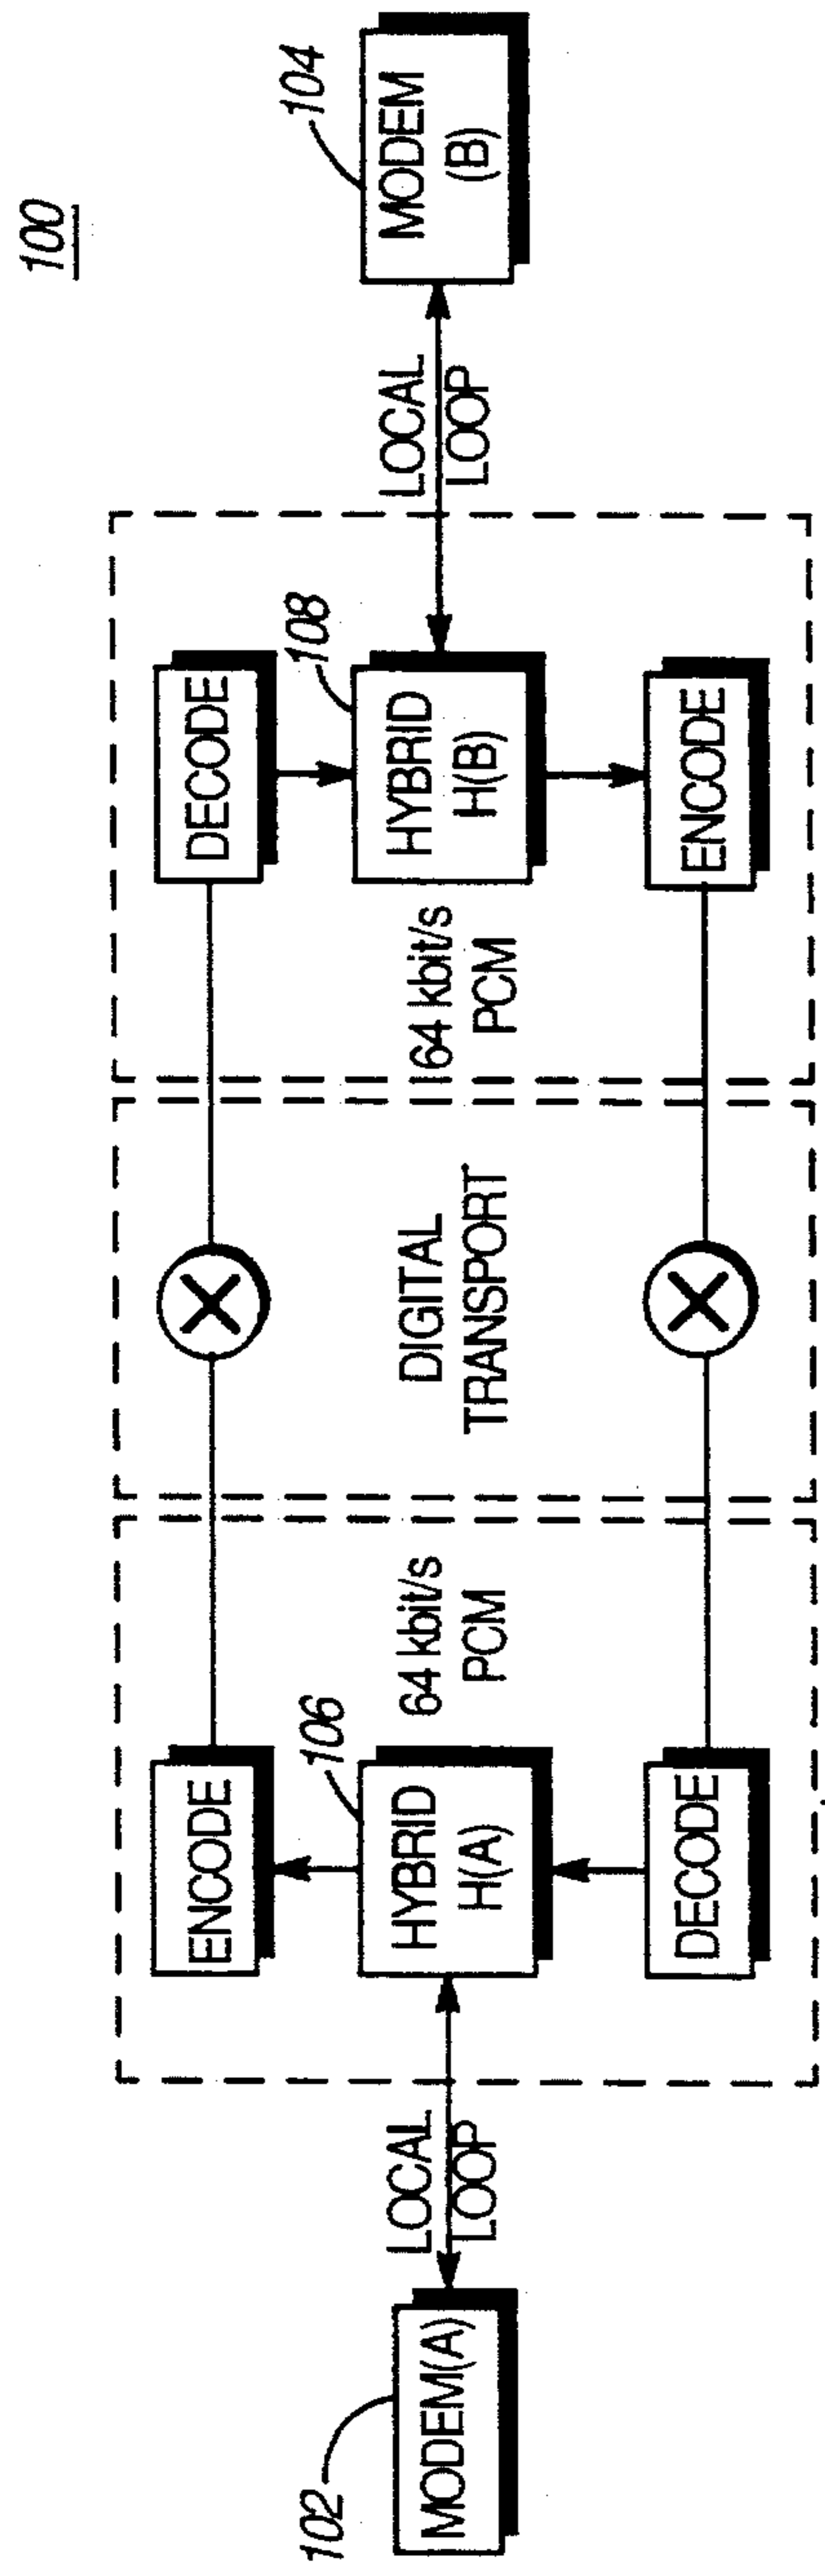 100
102
MODEM(A)
LOCAL
LOOP
ENCODE
106
HYBRID
H(A)
DECODE
64 kbit/s
PCM
DIGITAL
TRANSPORT
64 kbit/s
PCM
DECODE
108
HYBRID
H(B)
ENCODE
LOCAL
LOOP
104
MODEM
(B)